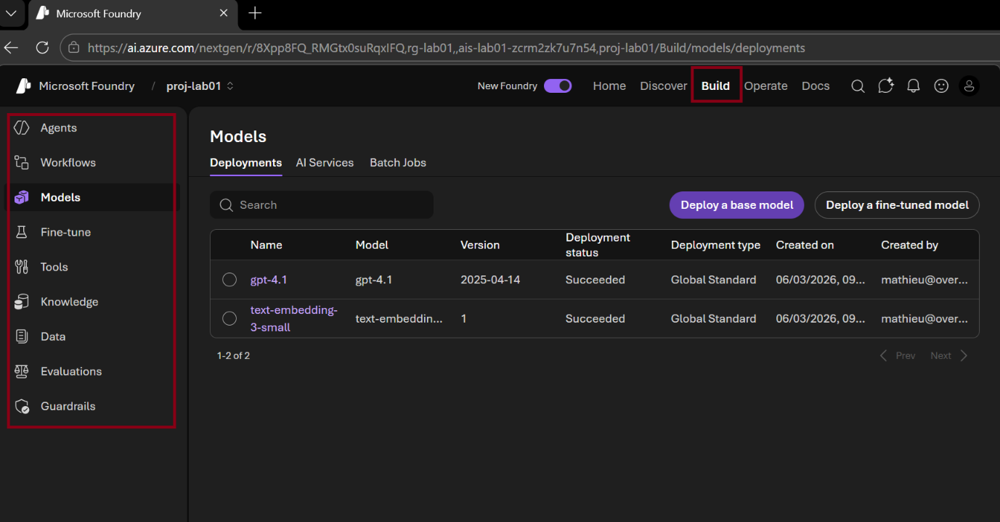 Microsoft Foundry
https://ai.azure.com/nextgen/r/8Xpp8FQ_RMGtx0suRqxIFQ,rg-lab01,,ais-lab01-zcrm2zk7u7n54,proj-lab01/Build/models/deployments
Microsoft Foundry / proj-lab01 New Foundry Home Discover Build Operate Docs
Agents
Workflows
Models
Fine-tune
Tools
Knowledge
Data
Evaluations
Guardrails
Models
Deployments AI Services Batch Jobs
Search Deploy a base model Deploy a fine-tuned model
Name Model Version Deployment status Deployment type Created on Created by
gpt-4.1 gpt-4.1 2025-04-14 Succeeded Global Standard 06/03/2026, 09... mathieu@over...
text-embedding-3-small text-embeddin... 1 Succeeded Global Standard 06/03/2026, 09... mathieu@over...
1-2 of 2 Prev Next